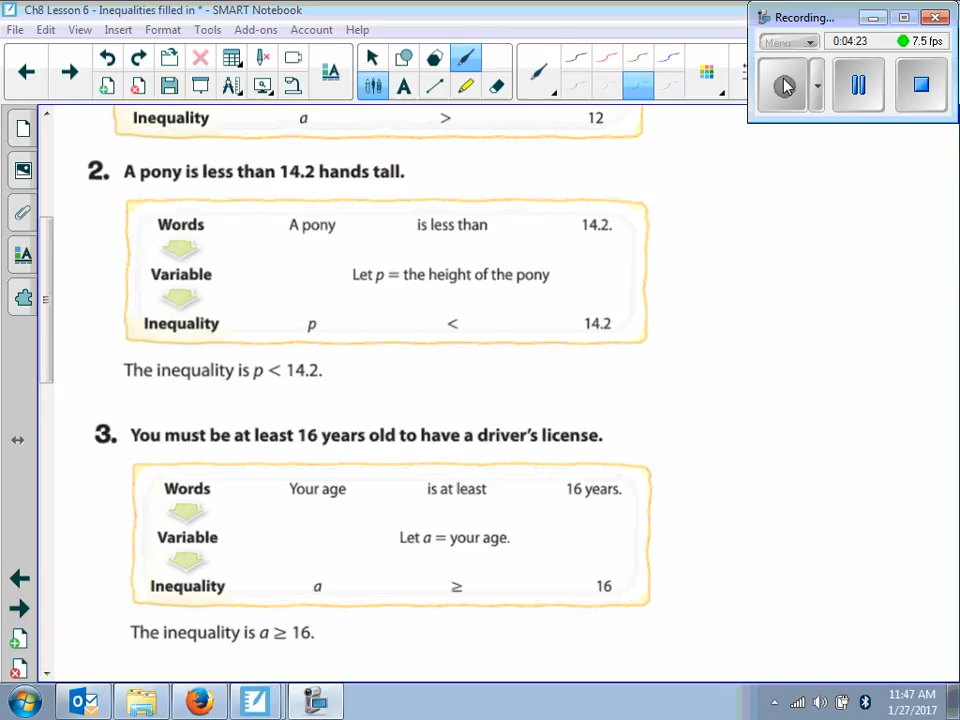 Ch8 Lesson 6 - Inequalities filled in * - SMART Notebook
File Edit View Insert Format Tools Add-ons Account Help
Recording...
Menu 0:04:23 7.5 fps
Inequality a > 12
2. A pony is less than 14.2 hands tall.
Words A pony is less than 14.2.
Variable Let p = the height of the pony
Inequality p < 14.2
The inequality is p < 14.2.
3. You must be at least 16 years old to have a driver's license.
Words Your age is at least 16 years.
Variable Let a = your age.
Inequality a ≥ 16
The inequality is a ≥ 16.
11:47 AM
1/27/2017